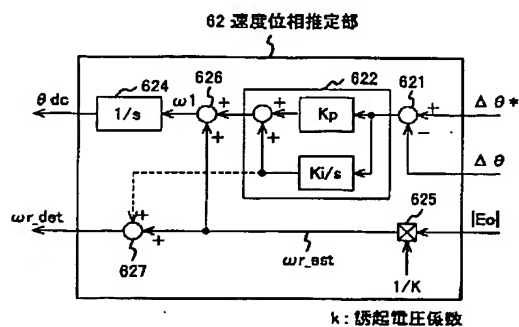 62 速度位相推定部
624
626
622
621
θdc
1/s
ω1
+
+
+
+
Kp
+
−
Δθ*
Ki/s
Δθ
625
ωr_det
+
+
627
ωr_est
|Eo|
1/K
k : 誘起電圧係数